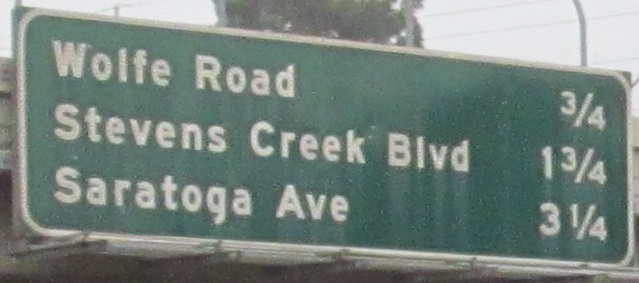 Wolfe Road 3/4
Stevens Creek Blvd 1 3/4
Saratoga Ave 3 1/4